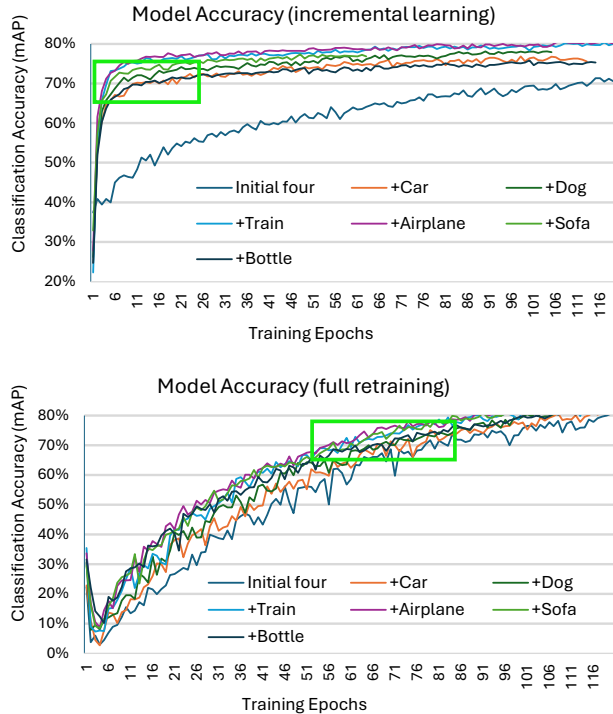 Model Accuracy (incremental learning)
Classification Accuracy (mAP)
80%
70%
60%
50%
40%
30%
20%
Initial four +Car +Dog
+Train +Airplane +Sofa
+Bottle
1 6 11 16 21 26 31 36 41 46 51 56 61 66 71 76 81 86 91 96 101 106 111 116
Training Epochs
Model Accuracy (full retraining)
Classification Accuracy (mAP)
80%
70%
60%
50%
40%
30%
20%
10%
0%
Initial four +Car +Dog
+Train +Airplane +Sofa
+Bottle
1 6 11 16 21 26 31 36 41 46 51 56 61 66 71 76 81 86 91 96 101 106 111 116
Training Epochs